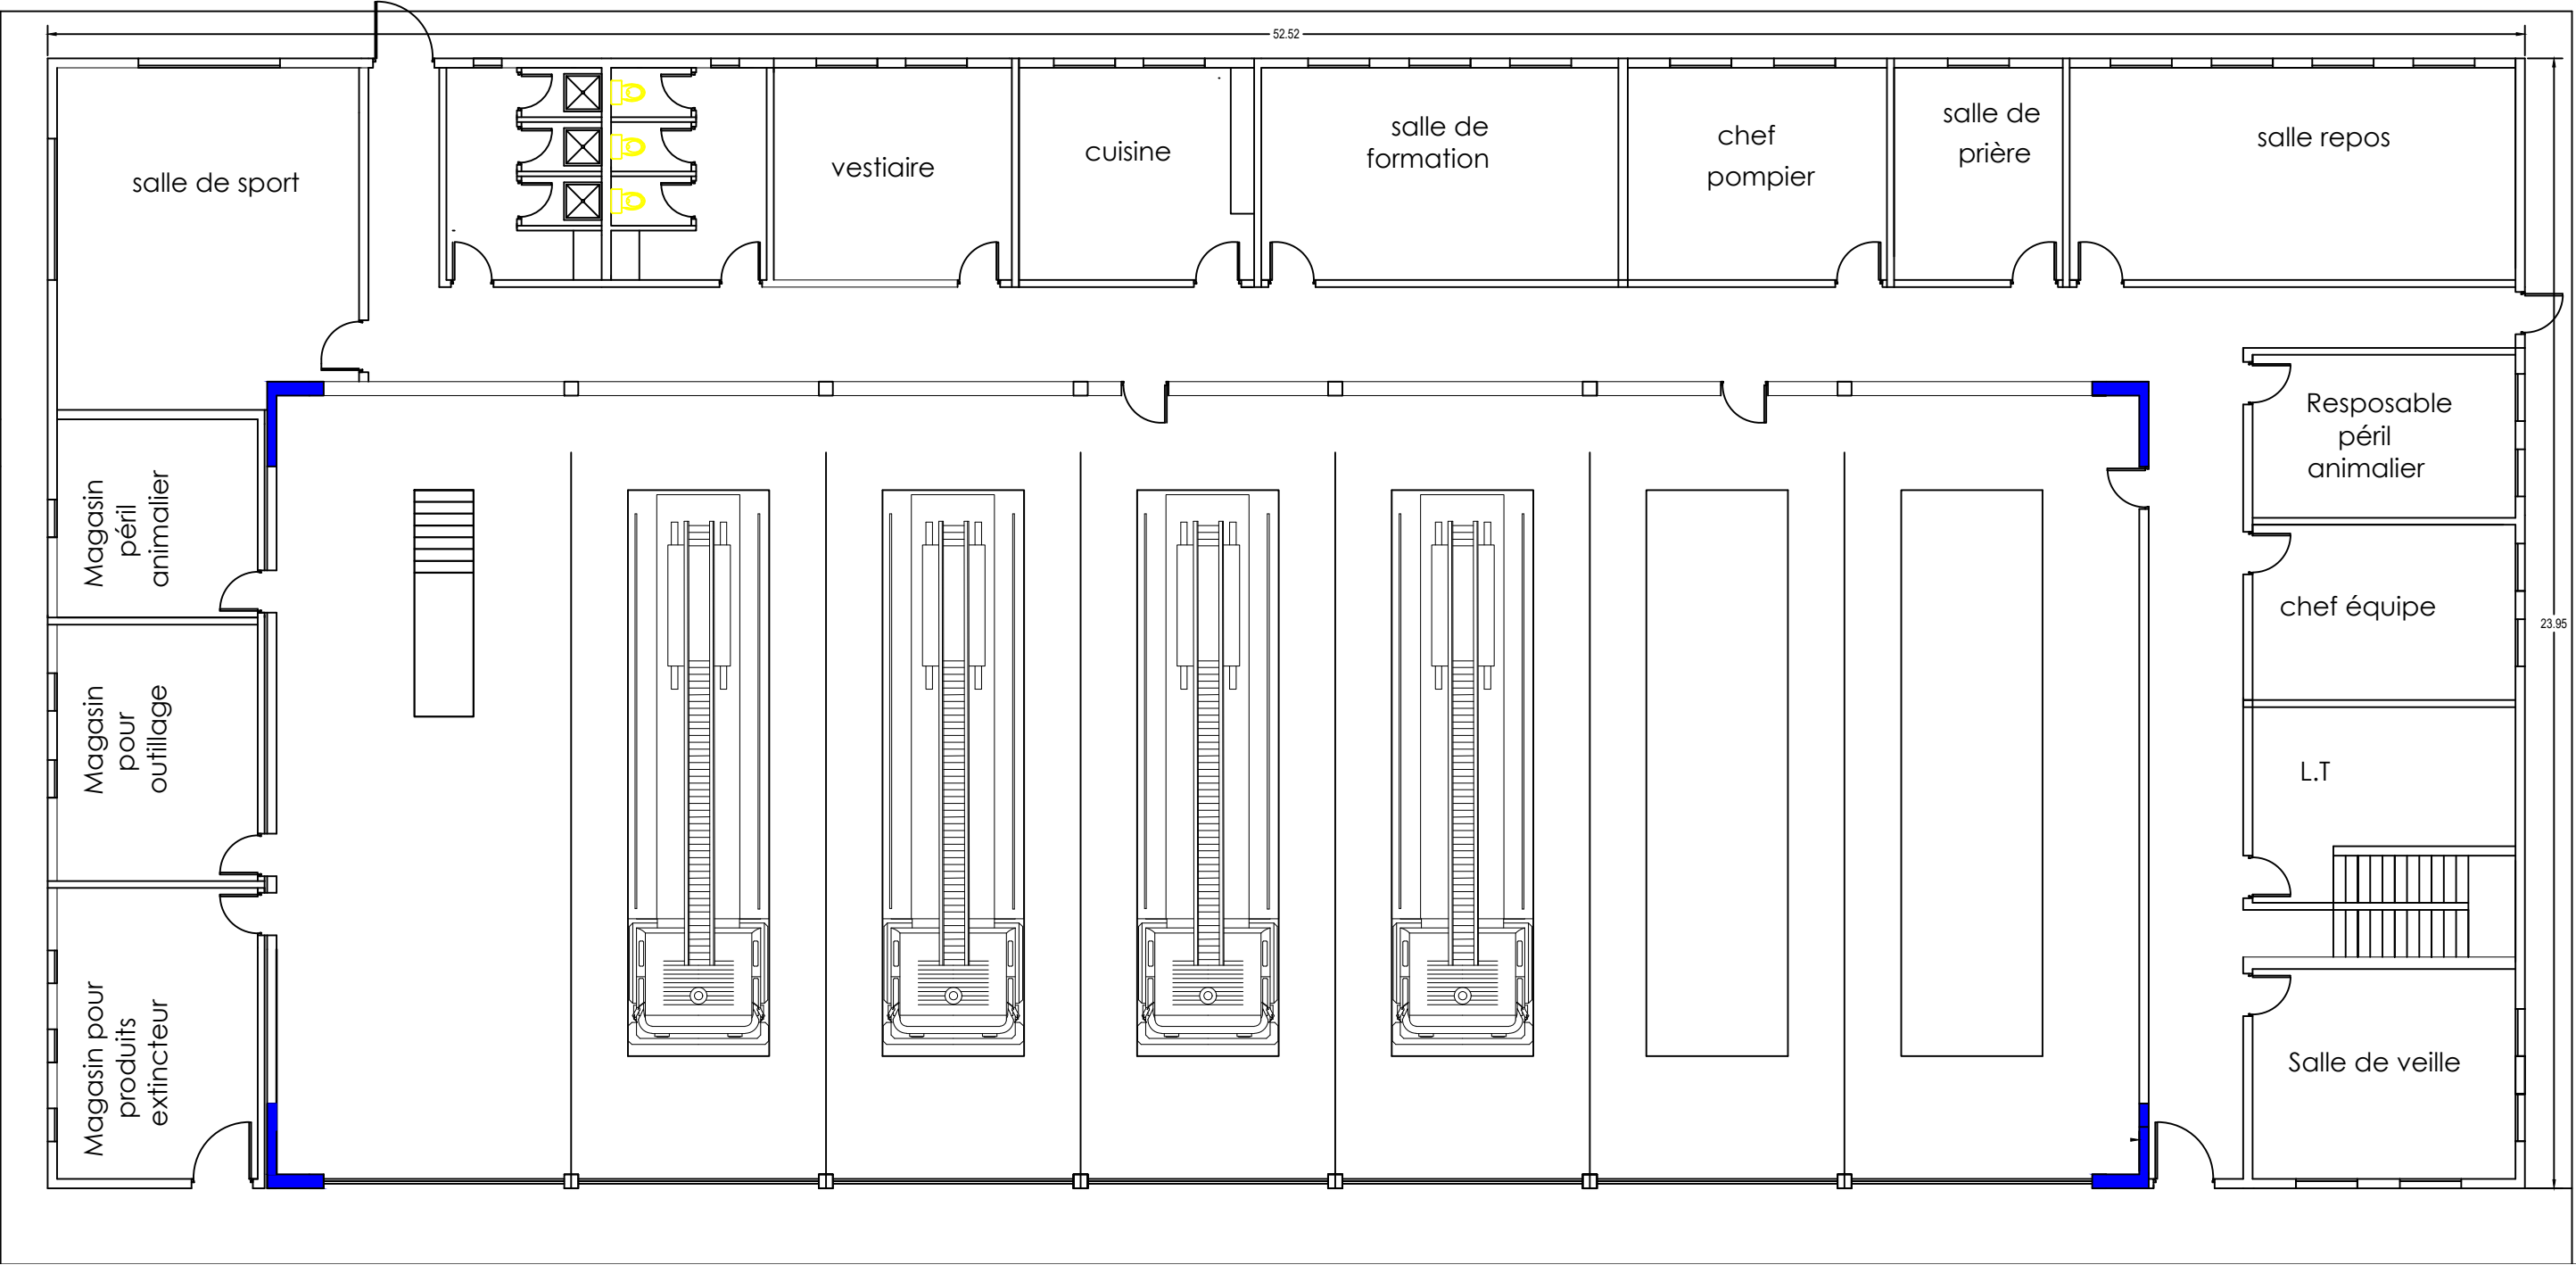 52.52
salle de sport
vestiaire
cuisine
salle de
formation
chef
pompier
salle de
prière
salle repos
Magasin
péril
animalier
Resposable
péril
animalier
chef équipe
23.95
Magasin
pour
outillage
L.T
Magasin pour
produits
extincteur
Salle de veille